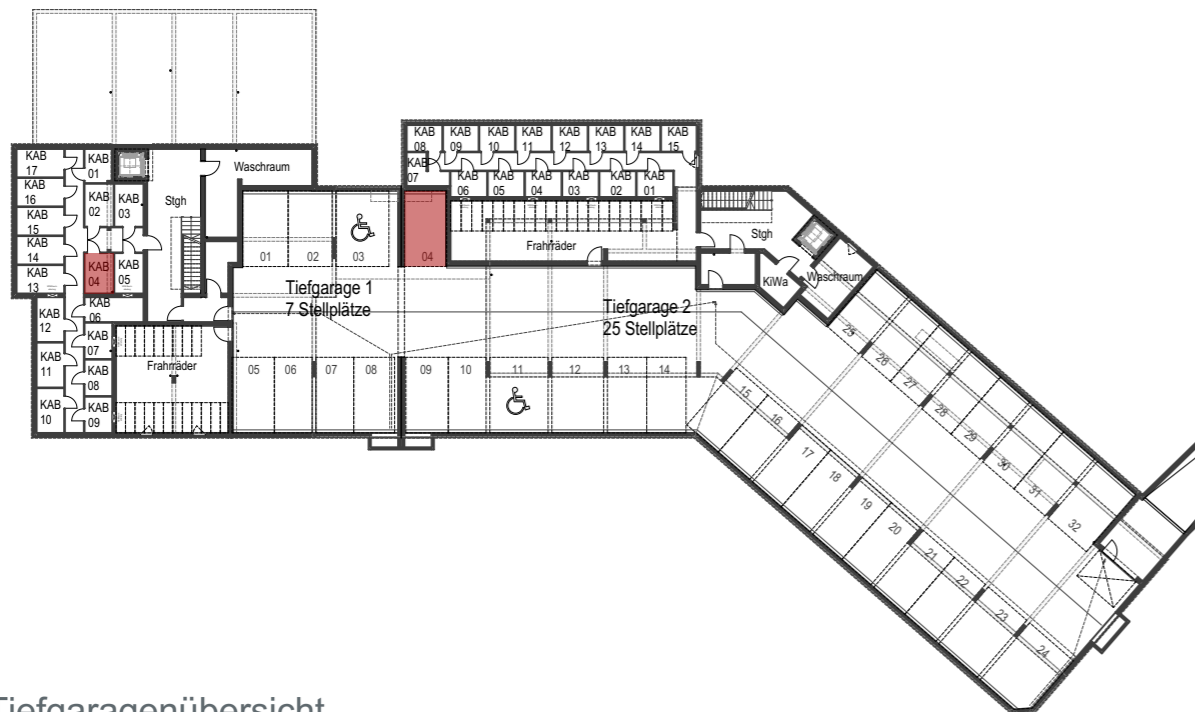 KAB
08
KAB
09
KAB
10
KAB
11
KAB
12
KAB
13
KAB
14
KAB
15
KAB
07
KAB
06
KAB
05
KAB
04
KAB
03
KAB
02
KAB
01
KAB
17
KAB
01
KAB
16
KAB
02
KAB
03
KAB
15
KAB
14
KAB
04
KAB
05
KAB
13
KAB
06
KAB
12
KAB
07
KAB
11
KAB
08
KAB
10
KAB
09
Stgh
Waschraum
Frahrräder
01
02
03
04
Frahrräder
Stgh
KiWa
Waschraum
Tiefgarage 1
7 Stellplätze
Tiefgarage 2
25 Stellplätze
05
06
07
08
09
10
11
12
13
14
15
16
17
18
19
20
21
22
23
24
25
26
27
28
29
30
31
32
Tiefgaragenübersicht